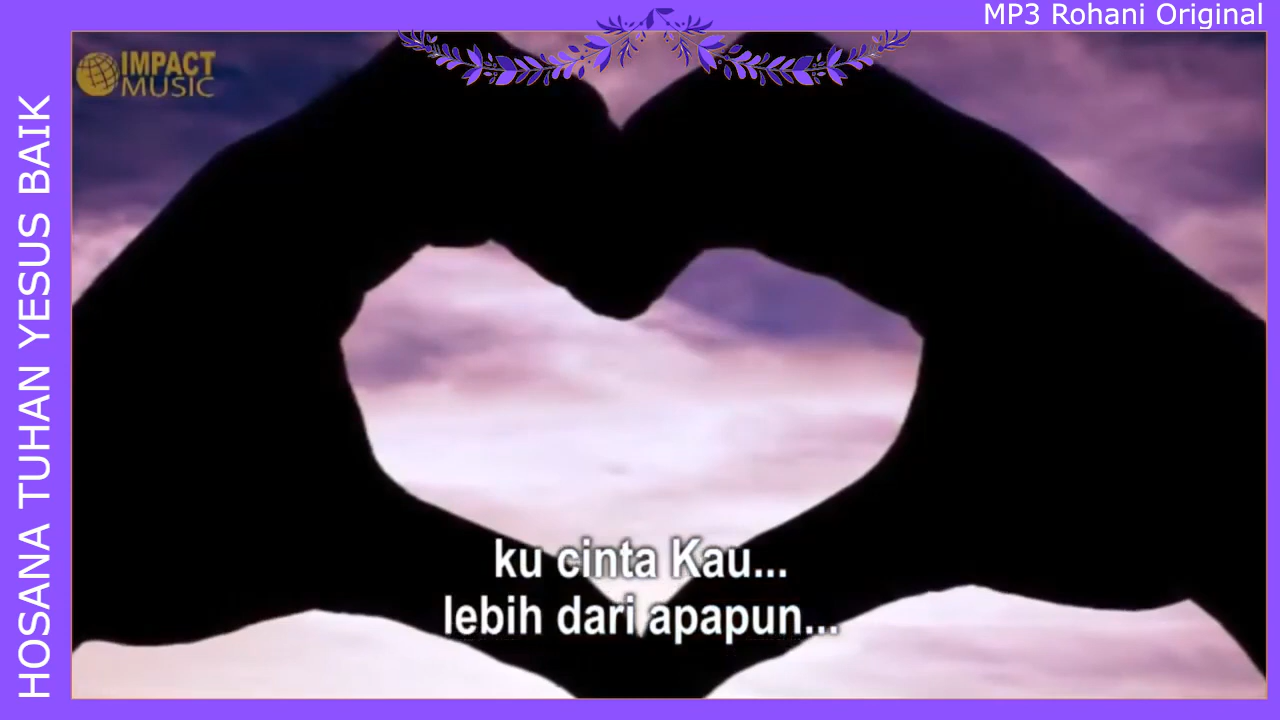 MP3 Rohani Original
IMPACT
MUSIC
HOSANA TUHAN YESUS BAIK
ku cinta Kau...
lebih dari apapun...